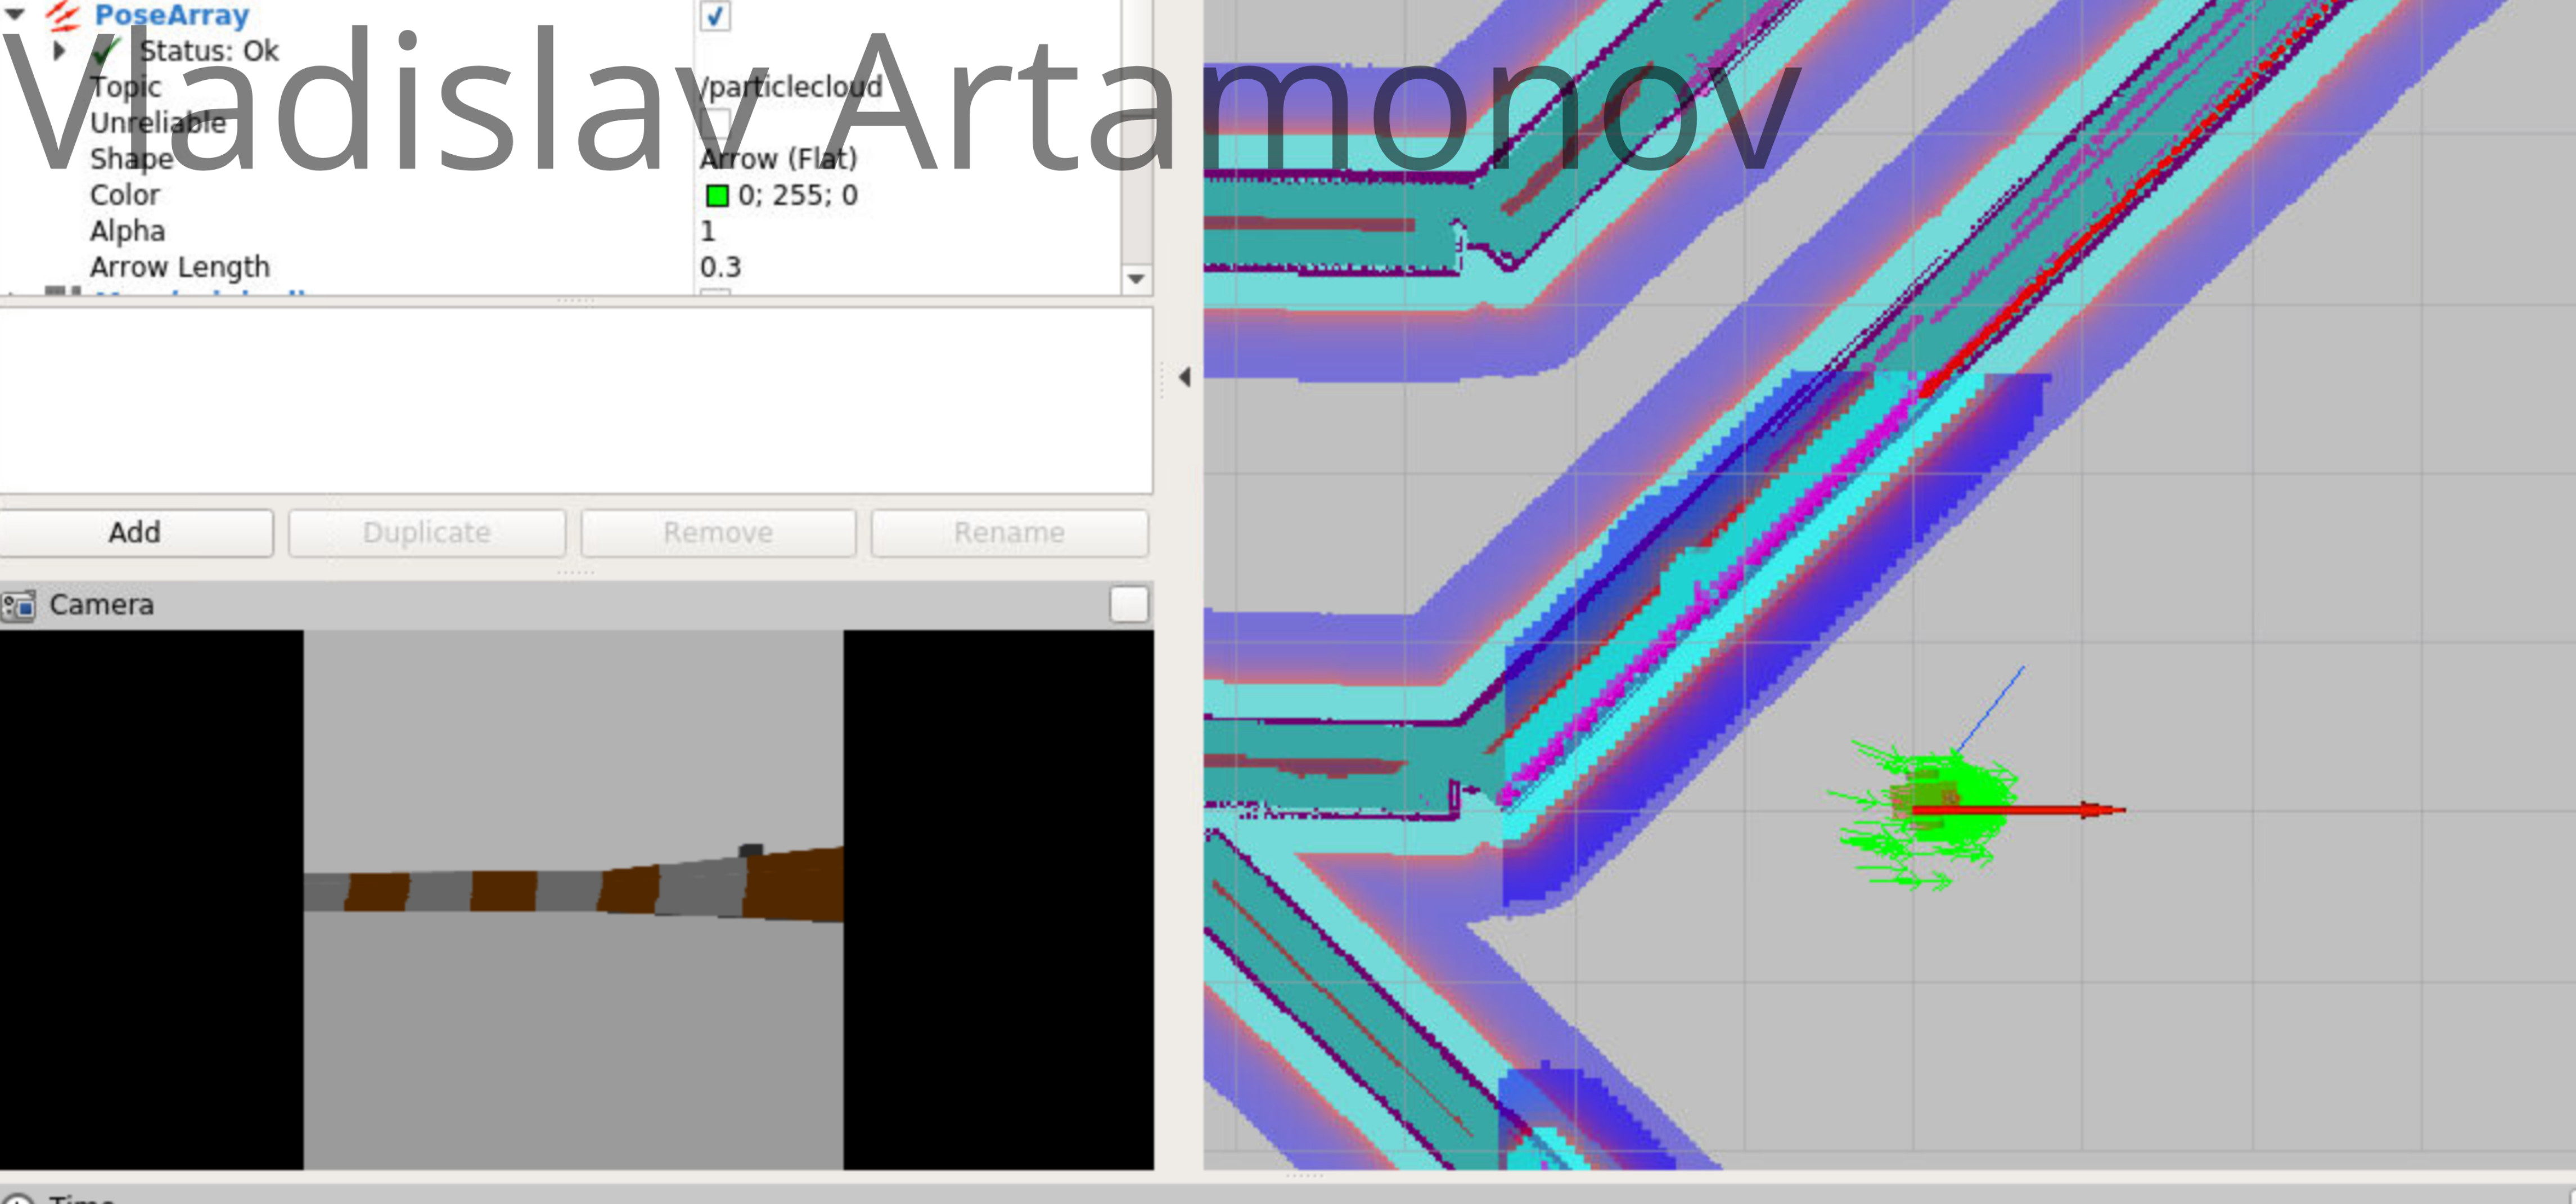 PoseArray
Status: Ok
Vladislav Artamonov
Topic /particlecloud
Unreliable
Shape Arrow (Flat)
Color 0; 255; 0
Alpha 1
Arrow Length 0.3
Add Duplicate Remove Rename
Camera
Time